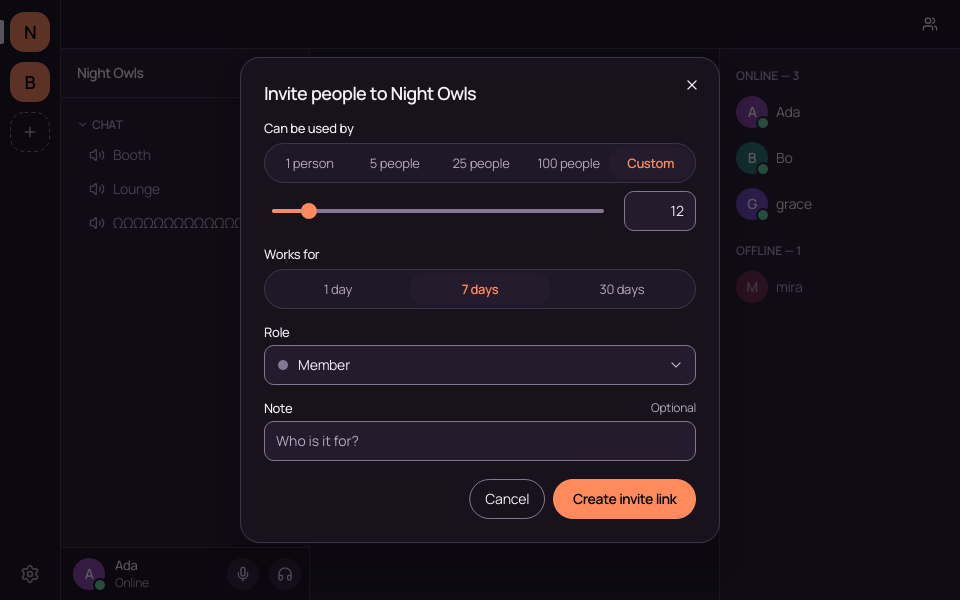 N
B
Night Owls
CHAT
Booth
Lounge
Ada
Online
Invite people to Night Owls
Can be used by
1 person
5 people
25 people
100 people
Custom
12
Works for
1 day
7 days
30 days
Role
Member
Note
Optional
Who is it for?
Cancel
Create invite link
ONLINE — 3
A
Ada
B
Bo
G
grace
OFFLINE — 1
M
mira
A